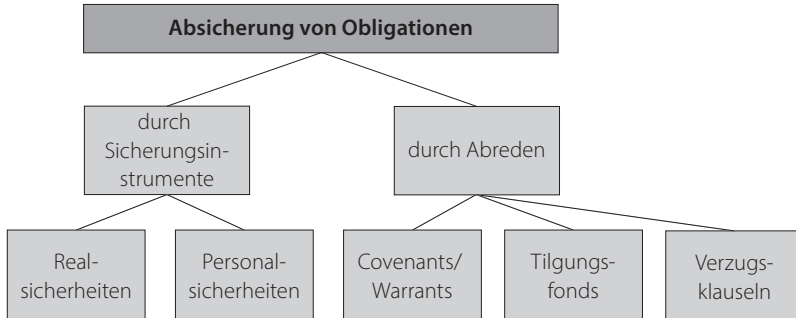 Absicherung von Obligationen
durch
Sicherungsin-
strumente
durch Abreden
Real-
sicherheiten
Personal-
sicherheiten
Covenants/
Warrants
Tilgungs-
fonds
Verzugs-
klauseln